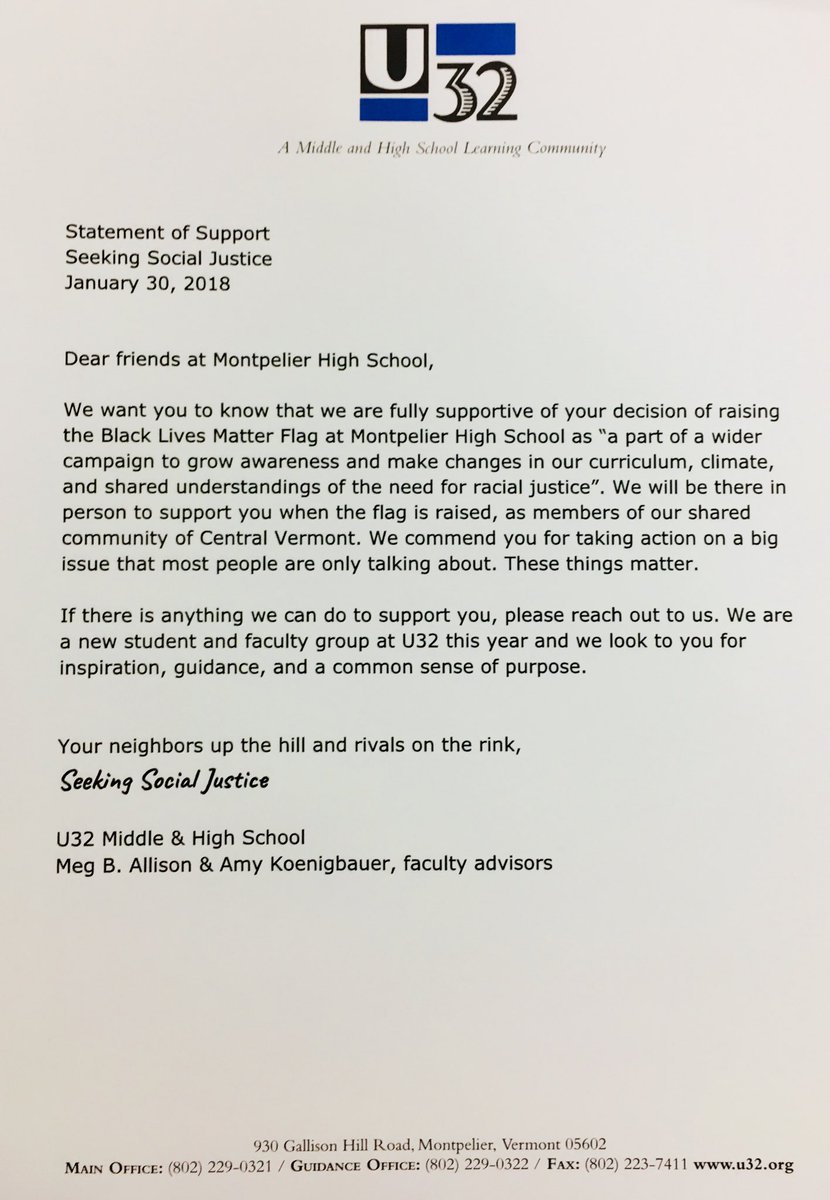 U 32
A Middle and High School Learning Community
Statement of Support
Seeking Social Justice
January 30, 2018
Dear friends at Montpelier High School,
We want you to know that we are fully supportive of your decision of raising
the Black Lives Matter Flag at Montpelier High School as “a part of a wider
campaign to grow awareness and make changes in our curriculum, climate,
and shared understandings of the need for racial justice”. We will be there in
person to support you when the flag is raised, as members of our shared
community of Central Vermont. We commend you for taking action on a big
issue that most people are only talking about. These things matter.
If there is anything we can do to support you, please reach out to us. We are
a new student and faculty group at U32 this year and we look to you for
inspiration, guidance, and a common sense of purpose.
Your neighbors up the hill and rivals on the rink,
Seeking Social Justice
U32 Middle & High School
Meg B. Allison & Amy Koenigbauer, faculty advisors
930 Gallison Hill Road, Montpelier, Vermont 05602
Main Office: (802) 229-0321 / Guidance Office: (802) 229-0322 / Fax: (802) 223-7411 www.u32.org